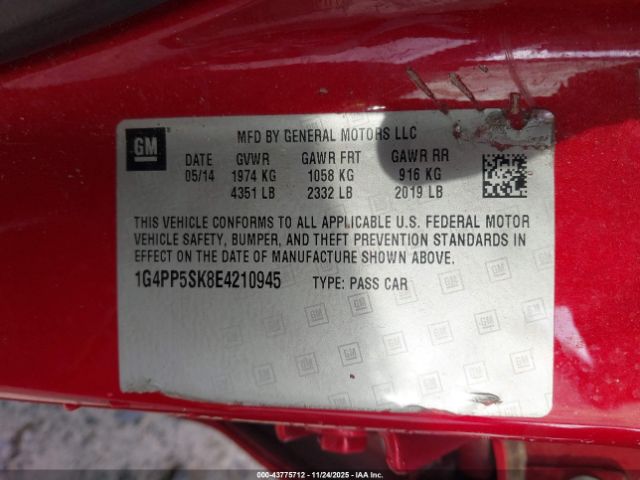 GM
MFD BY GENERAL MOTORS LLC
DATE GVWR GAWR FRT GAWR RR
05/14 1974 KG 1058 KG 916 KG
4351 LB 2332 LB 2019 LB
THIS VEHICLE CONFORMS TO ALL APPLICABLE U.S. FEDERAL MOTOR
VEHICLE SAFETY, BUMPER, AND THEFT PREVENTION STANDARDS IN
EFFECT ON THE DATE OF MANUFACTURE SHOWN ABOVE.
1G4PP5SK8E4210945 TYPE: PASS CAR
000-43775712 - 11/24/2025 - IAA Inc. Copyright